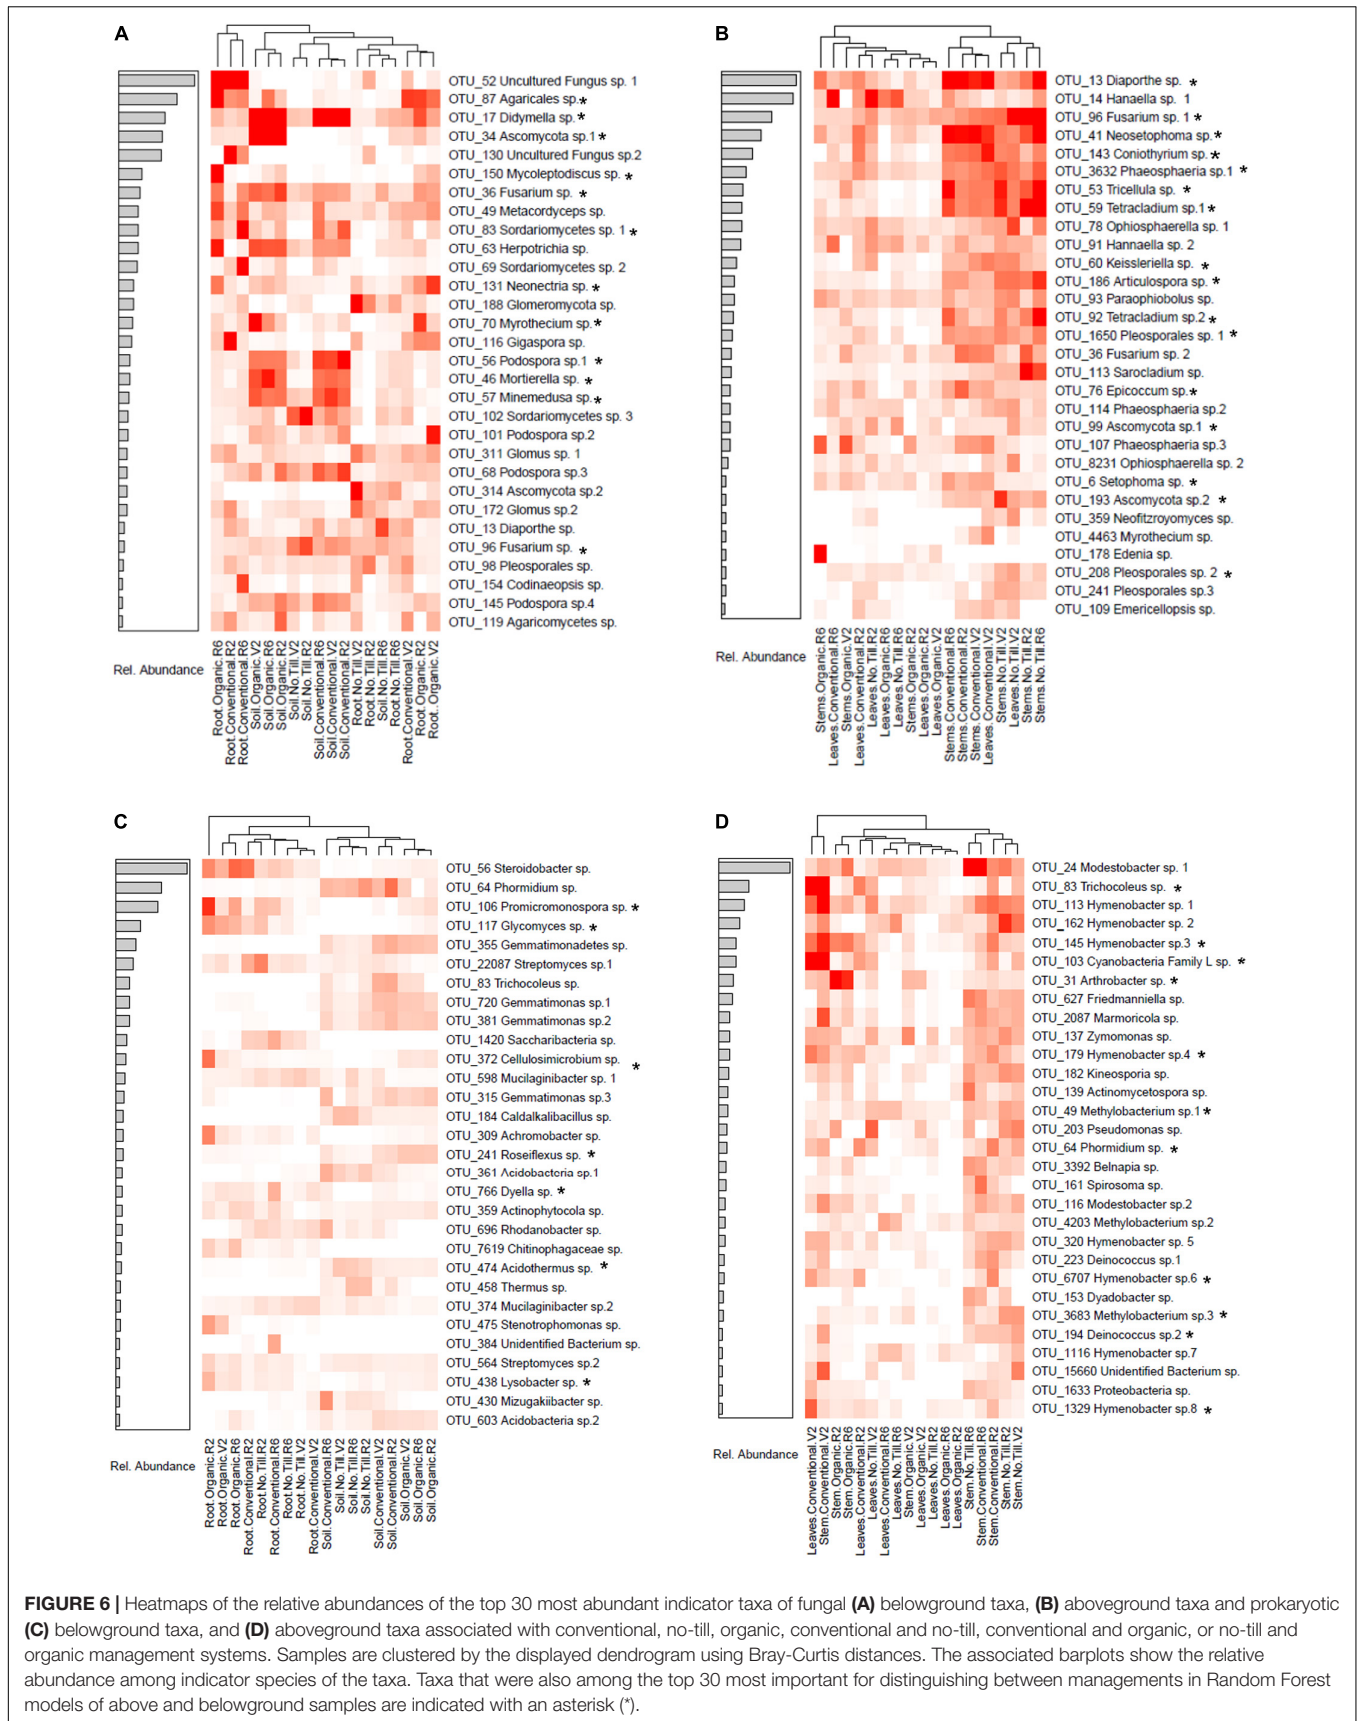 A
OTU_52 Uncultured Fungus sp. 1
OTU_87 Agaricales sp.*
OTU_17 Didymella sp. *
OTU_34 Ascomycota sp.1 *
OTU_130 Uncultured Fungus sp.2
OTU_150 Mycoleptodiscus sp. *
OTU_36 Fusarium sp. *
OTU_49 Metacordyceps sp.
OTU_83 Sordariomycetes sp. 1 *
OTU_63 Herpotrichia sp.
OTU_69 Sordariomycetes sp. 2
OTU_131 Neonectria sp. *
OTU_188 Glomeromycota sp.
OTU_70 Myrothecium sp. *
OTU_116 Gigaspora sp.
OTU_56 Podospora sp.1 *
OTU_46 Mortierella sp. *
OTU_57 Minemedusa sp. *
OTU_102 Sordariomycetes sp. 3
OTU_101 Podospora sp.2
OTU_311 Glomus sp. 1
OTU_68 Podospora sp.3
OTU_314 Ascomycota sp.2
OTU_172 Glomus sp.2
OTU_13 Diaporthe sp.
OTU_96 Fusarium sp. *
OTU_98 Pleosporales sp.
OTU_154 Codinaeopsis sp.
OTU_145 Podospora sp.4
OTU_119 Agaricomycetes sp.
Rel. Abundance
Root.Organic.R6
Root.Conventional.R2
Root.Conventional.R6
Soil.Organic.V2
Soil.Organic.R6
Soil.Organic.R2
Soil.No.Till.V2
Soil.No.Till.R2
Soil.Conventional.R6
Soil.Conventional.V2
Soil.Conventional.R2
Root.No.Till.V2
Root.No.Till.R2
Soil.No.Till.R6
Root.No.Till.R6
Root.Conventional.V2
Root.Organic.R2
Root..Organic.V2
B
OTU_13 Diaporthe sp. *
OTU_14 Hanaella sp. 1
OTU_96 Fusarium sp. 1 *
OTU_41 Neosetophoma sp. *
OTU_143 Coniothyrium sp. *
OTU_3632 Phaeosphaeria sp.1 *
OTU_53 Tricellula sp. *
OTU_59 Tetracladium sp.1 *
OTU_78 Ophiosphaerella sp. 1
OTU_91 Hannaella sp. 2
OTU_60 Keissleriella sp. *
OTU_186 Articulospora sp. *
OTU_93 Paraophiobolus sp.
OTU_92 Tetracladium sp.2 *
OTU_1650 Pleosporales sp. 1 *
OTU_36 Fusarium sp. 2
OTU_113 Sarocladium sp.
OTU_76 Epicoccum sp. *
OTU_114 Phaeosphaeria sp.2
OTU_99 Ascomycota sp.1 *
OTU_107 Phaeosphaeria sp.3
OTU_8231 Ophiosphaerella sp. 2
OTU_6 Setophoma sp. *
OTU_193 Ascomycota sp.2 *
OTU_359 Neofitzroyomyces sp.
OTU_4463 Myrothecium sp.
OTU_178 Edenia sp.
OTU_208 Pleosporales sp. 2 *
OTU_241 Pleosporales sp.3
OTU_109 Emericellopsis sp.
Rel. Abundance
Stems.Organic.R6
Leaves.Conventional.R6
Stems.Organic.V2
Leaves.Conventional.R2
Leaves.No.Till.R2
Leaves.Organic.R6
Leaves.No.Till.R6
Stems.Organic.R2
Leaves.Organic.R2
Leaves.Organic.V2
Stems.Conventional.R6
Stems.Conventional.R2
Stems.Conventional.V2
Leaves.Conventional.V2
Stems.No.Till.V2
Leaves.No.Till.V2
Stems.No.Till.R2
Stems.No.Till.R6
C
OTU_56 Steroidobacter sp.
OTU_64 Phormidium sp.
OTU_106 Promicromonospora sp. *
OTU_117 Glycomyces sp. *
OTU_355 Gemmatimonadetes sp.
OTU_22087 Streptomyces sp.1
OTU_83 Trichocoleus sp.
OTU_720 Gemmatimonas sp.1
OTU_381 Gemmatimonas sp.2
OTU_1420 Saccharibacteria sp.
OTU_372 Cellulosimicrobium sp. *
OTU_598 Mucilaginibacter sp. 1
OTU_315 Gemmatimonas sp.3
OTU_184 Caldalkalibacillus sp.
OTU_309 Achromobacter sp.
OTU_241 Roseiflexus sp. *
OTU_361 Acidobacteria sp.1
OTU_766 Dyella sp. *
OTU_359 Actinophytocola sp.
OTU_696 Rhodanobacter sp.
OTU_7619 Chitinophagaceae sp.
OTU_474 Acidothermus sp. *
OTU_458 Thermus sp.
OTU_374 Mucilaginibacter sp.2
OTU_475 Stenotrophomonas sp.
OTU_384 Unidentified Bacterium sp.
OTU_564 Streptomyces sp.2
OTU_438 Lysobacter sp. *
OTU_430 Mizugakiibacter sp.
OTU_603 Acidobacteria sp.2
Rel. Abundance
Root.Organic.R2
Root.Organic.V2
Root.Organic.R6
Root.Conventional.R2
Root.No.Till.R2
Root.Conventional.R6
Root.No.Till.R6
Root.No.Till.V2
Root.Conventional.V2
Soil.Conventional.R6
Soil.No.Till.V2
Soil.No.Till.R6
Soil.No.Till.R2
Soil.Conventional.V2
Soil.Conventional.R2
Soil.Organic.V2
Soil.Organic.R6
Soil.Organic.R2
D
OTU_24 Modestobacter sp. 1
OTU_83 Trichocoleus sp. *
OTU_113 Hymenobacter sp. 1
OTU_162 Hymenobacter sp. 2
OTU_145 Hymenobacter sp.3 *
OTU_103 Cyanobacteria Family L sp. *
OTU_31 Arthrobacter sp. *
OTU_627 Friedmanniella sp.
OTU_2087 Marmoricola sp.
OTU_137 Zymomonas sp.
OTU_179 Hymenobacter sp.4 *
OTU_182 Kineosporia sp.
OTU_139 Actinomycetospora sp.
OTU_49 Methylobacterium sp.1 *
OTU_203 Pseudomonas sp.
OTU_64 Phormidium sp. *
OTU_3392 Belnapia sp.
OTU_161 Spirosoma sp.
OTU_116 Modestobacter sp.2
OTU_4203 Methylobacterium sp.2
OTU_320 Hymenobacter sp. 5
OTU_223 Deinococcus sp.1
OTU_6707 Hymenobacter sp.6 *
OTU_153 Dyadobacter sp.
OTU_3683 Methylobacterium sp.3 *
OTU_194 Deinococcus sp.2 *
OTU_1116 Hymenobacter sp.7
OTU_15660 Unidentified Bacterium sp.
OTU_1633 Proteobacteria sp.
OTU_1329 Hymenobacter sp.8 *
Rel. Abundance
Leaves.Conventional.V2
Stem.Conventional.V2
Stem.Organic.R2
Stem.Organic.R6
Leaves.Conventional.R2
Leaves.No.Till.V2
Leaves.Conventional.R6
Leaves.No.Till.R6
Stem.Organic.V2
Leaves.Organic.V2
Leaves.No.Till.R2
Leaves.Organic.R6
Leaves.Organic.R2
Stem.No.Till.R6
Stem.Conventional.R6
Stem.Conventional.R2
Stem.No.Till.R2
Stem.No.Till.V2
FIGURE 6 | Heatmaps of the relative abundances of the top 30 most abundant indicator taxa of fungal (A) belowground taxa, (B) aboveground taxa and prokaryotic
(C) belowground taxa, and (D) aboveground taxa associated with conventional, no-till, organic, conventional and no-till, conventional and organic, or no-till and
organic management systems. Samples are clustered by the displayed dendrogram using Bray-Curtis distances. The associated barplots show the relative
abundance among indicator species of the taxa. Taxa that were also among the top 30 most important for distinguishing between managements in Random Forest
models of above and belowground samples are indicated with an asterisk (*).